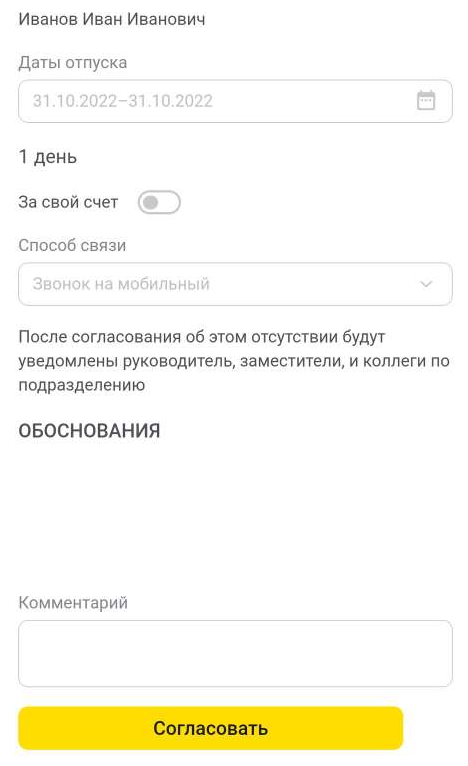 Иванов Иван Иванович
Даты отпуска
31.10.2022–31.10.2022
1 день
За свой счет
Способ связи
Звонок на мобильный
После согласования об этом отсутствии будут
уведомлены руководитель, заместители, и коллеги по
подразделению
ОБОСНОВАНИЯ
Комментарий
Согласовать